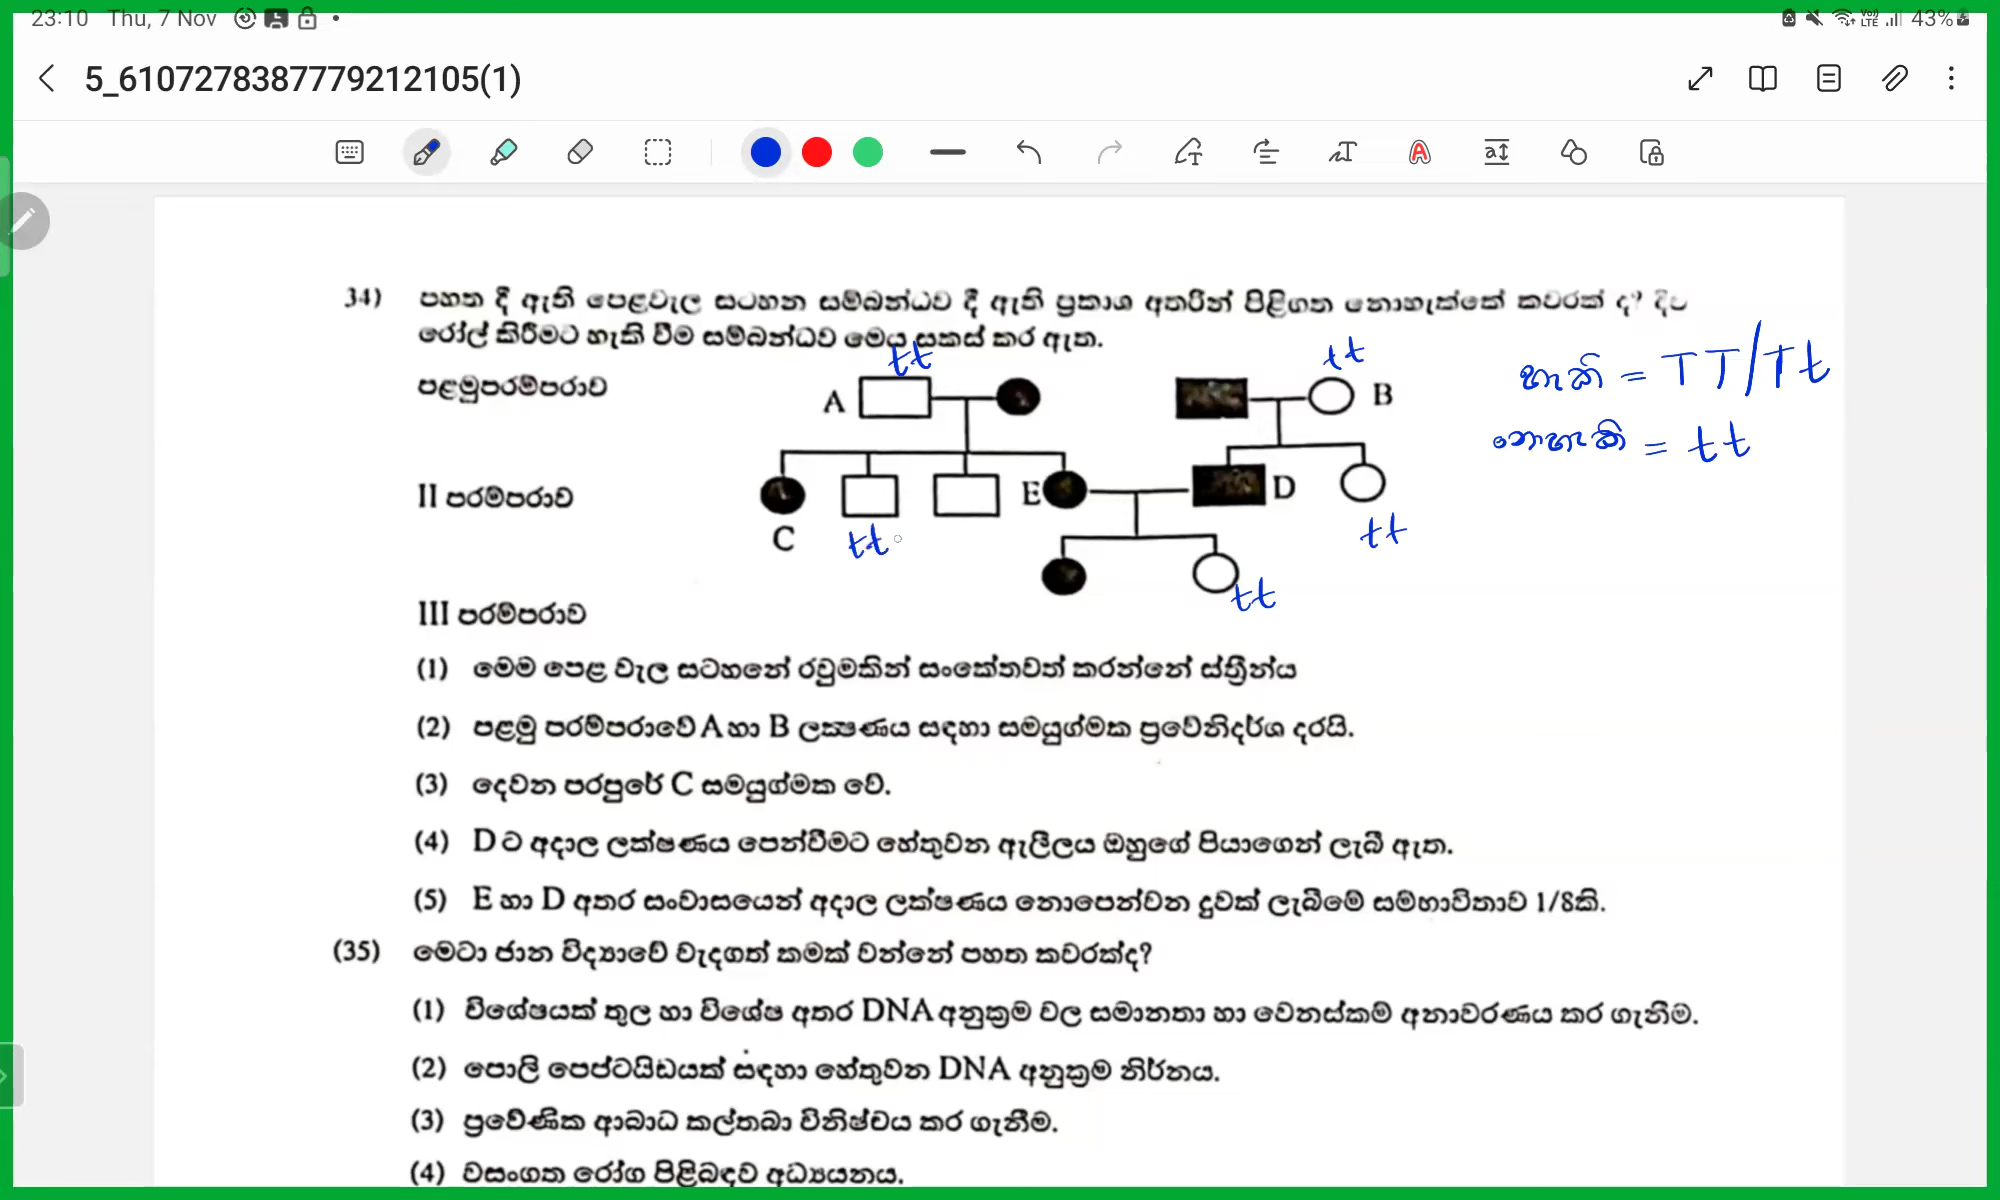 23:10 Thu, 7 Nov
43%
5_6107278387779212105(1)
34) පහත දී ඇති පෙළවැල සටහන සම්බන්ධව දී ඇති ප්‍රකාශ අතරින් පිළිගත නොහැක්කේ කවරක් ද? දිව
රෝල් කිරීමට හැකි වීම සම්බන්ධව මෙය සකස් කර ඇත.
tt
tt
හැකි = TT/Tt
පළමුපරම්පරාව
A
B
නොහැකි = tt
II පරම්පරාව
E
D
C
tt
tt
tt
III පරම්පරාව
(1) මෙම පෙළ වැල සටහනේ රවුමකින් සංකේතවත් කරන්නේ ස්ත්‍රීන්ය
(2) පළමු පරම්පරාවේ A හා B ලක්‍ෂණය සඳහා සමයුග්මක ප්‍රවේනිදර්ශ දරයි.
(3) දෙවන පරපුරේ C සමයුග්මක වේ.
(4) D ට අදාල ලක්ෂණය පෙන්වීමට හේතුවන ඇලීලය ඔහුගේ පියාගෙන් ලැබී ඇත.
(5) E හා D අතර සංවාසයෙන් අදාල ලක්ෂණය නොපෙන්වන දුවක් ලැබීමේ සම්භාවිතාව 1/8කි.
(35) මෙටා ජාන විද්‍යාවේ වැදගත් කමක් වන්නේ පහත කවරක්ද?
(1) විශේෂයක් තුල හා විශේෂ අතර DNA අනුක්‍රම වල සමානතා හා වෙනස්කම් අනාවරණය කර ගැනීම.
(2) පොලි පෙප්ටයිඩයක් සඳහා හේතුවන DNA අනුක්‍රම නිර්නය.
(3) ප්‍රවේණික ආබාධ කල්තබා විනිෂ්චය කර ගැනීම.
(4) වසංගත රෝග පිළිබඳව අධ්‍යයනය.